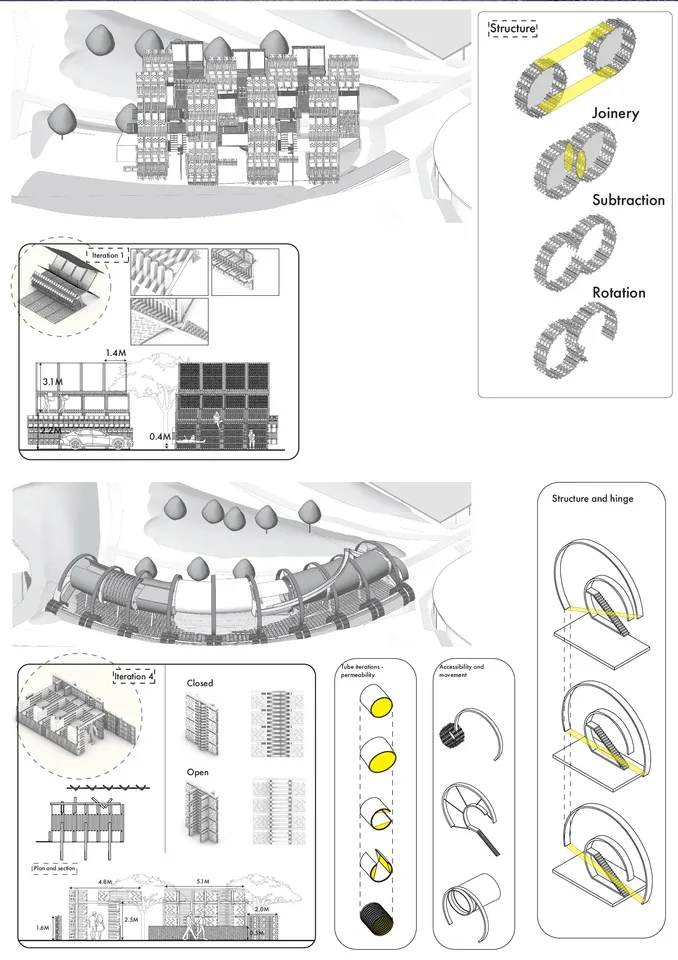 Structure
Joinery
Subtraction
Rotation
Iteration 1
1.4M
3.1M
2.2M
0.4M
Structure and hinge
Iteration 4
Closed
Open
Plan and section
4.8M
5.1M
2.5M
2.0M
1.6M
0.5M
Tube iterations -
permeability
Accessibility and
movement